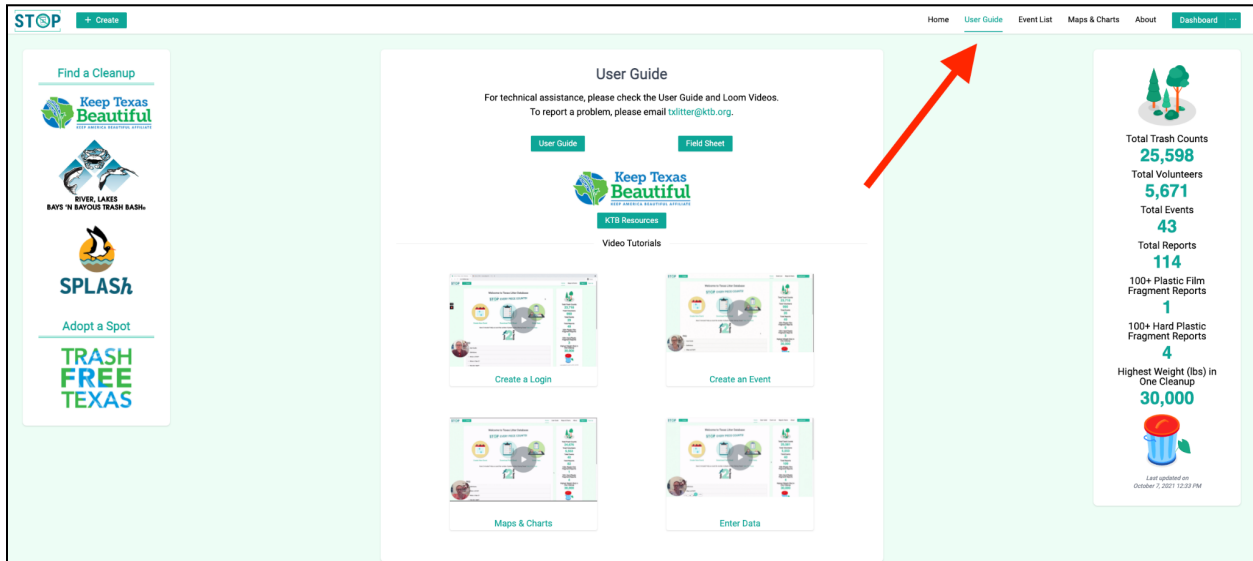 STOP
+ Create
Home
User Guide
Event List
Maps & Charts
About
Dashboard
Find a Cleanup
Keep Texas
Beautiful
KEEP AMERICA BEAUTIFUL AFFILIATE
RIVER, LAKES
BAYS 'N BAYOUS TRASH BASH®
SPLASh
Adopt a Spot
TRASH
FREE
TEXAS
User Guide
For technical assistance, please check the User Guide and Loom Videos.
To report a problem, please email txlitter@ktb.org.
User Guide
Field Sheet
Keep Texas
Beautiful
KEEP AMERICA BEAUTIFUL AFFILIATE
KTB Resources
Video Tutorials
Create a Login
Create an Event
Maps & Charts
Enter Data
Total Trash Counts
25,598
Total Volunteers
5,671
Total Events
43
Total Reports
114
100+ Plastic Film
Fragment Reports
1
100+ Hard Plastic
Fragment Reports
4
Highest Weight (lbs) in
One Cleanup
30,000
Last updated on
October 7, 2021 12:33 PM